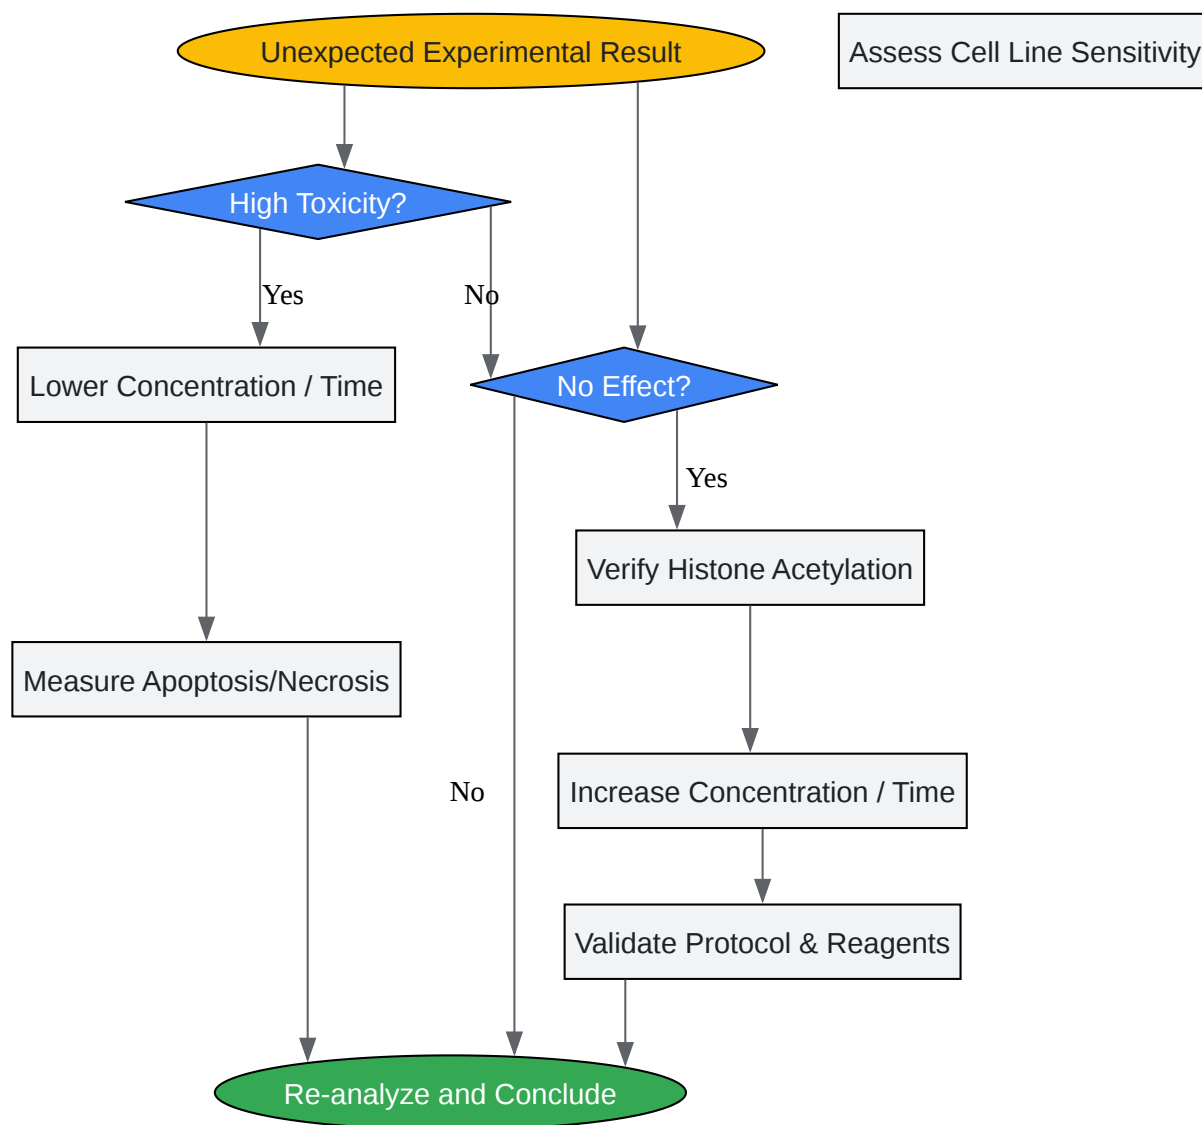 Unexpected Experimental Result
Assess Cell Line Sensitivity
High Toxicity?
Yes
No
Lower Concentration / Time
No Effect?
Yes
Verify Histone Acetylation
Measure Apoptosis/Necrosis
No
Increase Concentration / Time
Validate Protocol & Reagents
Re-analyze and Conclude